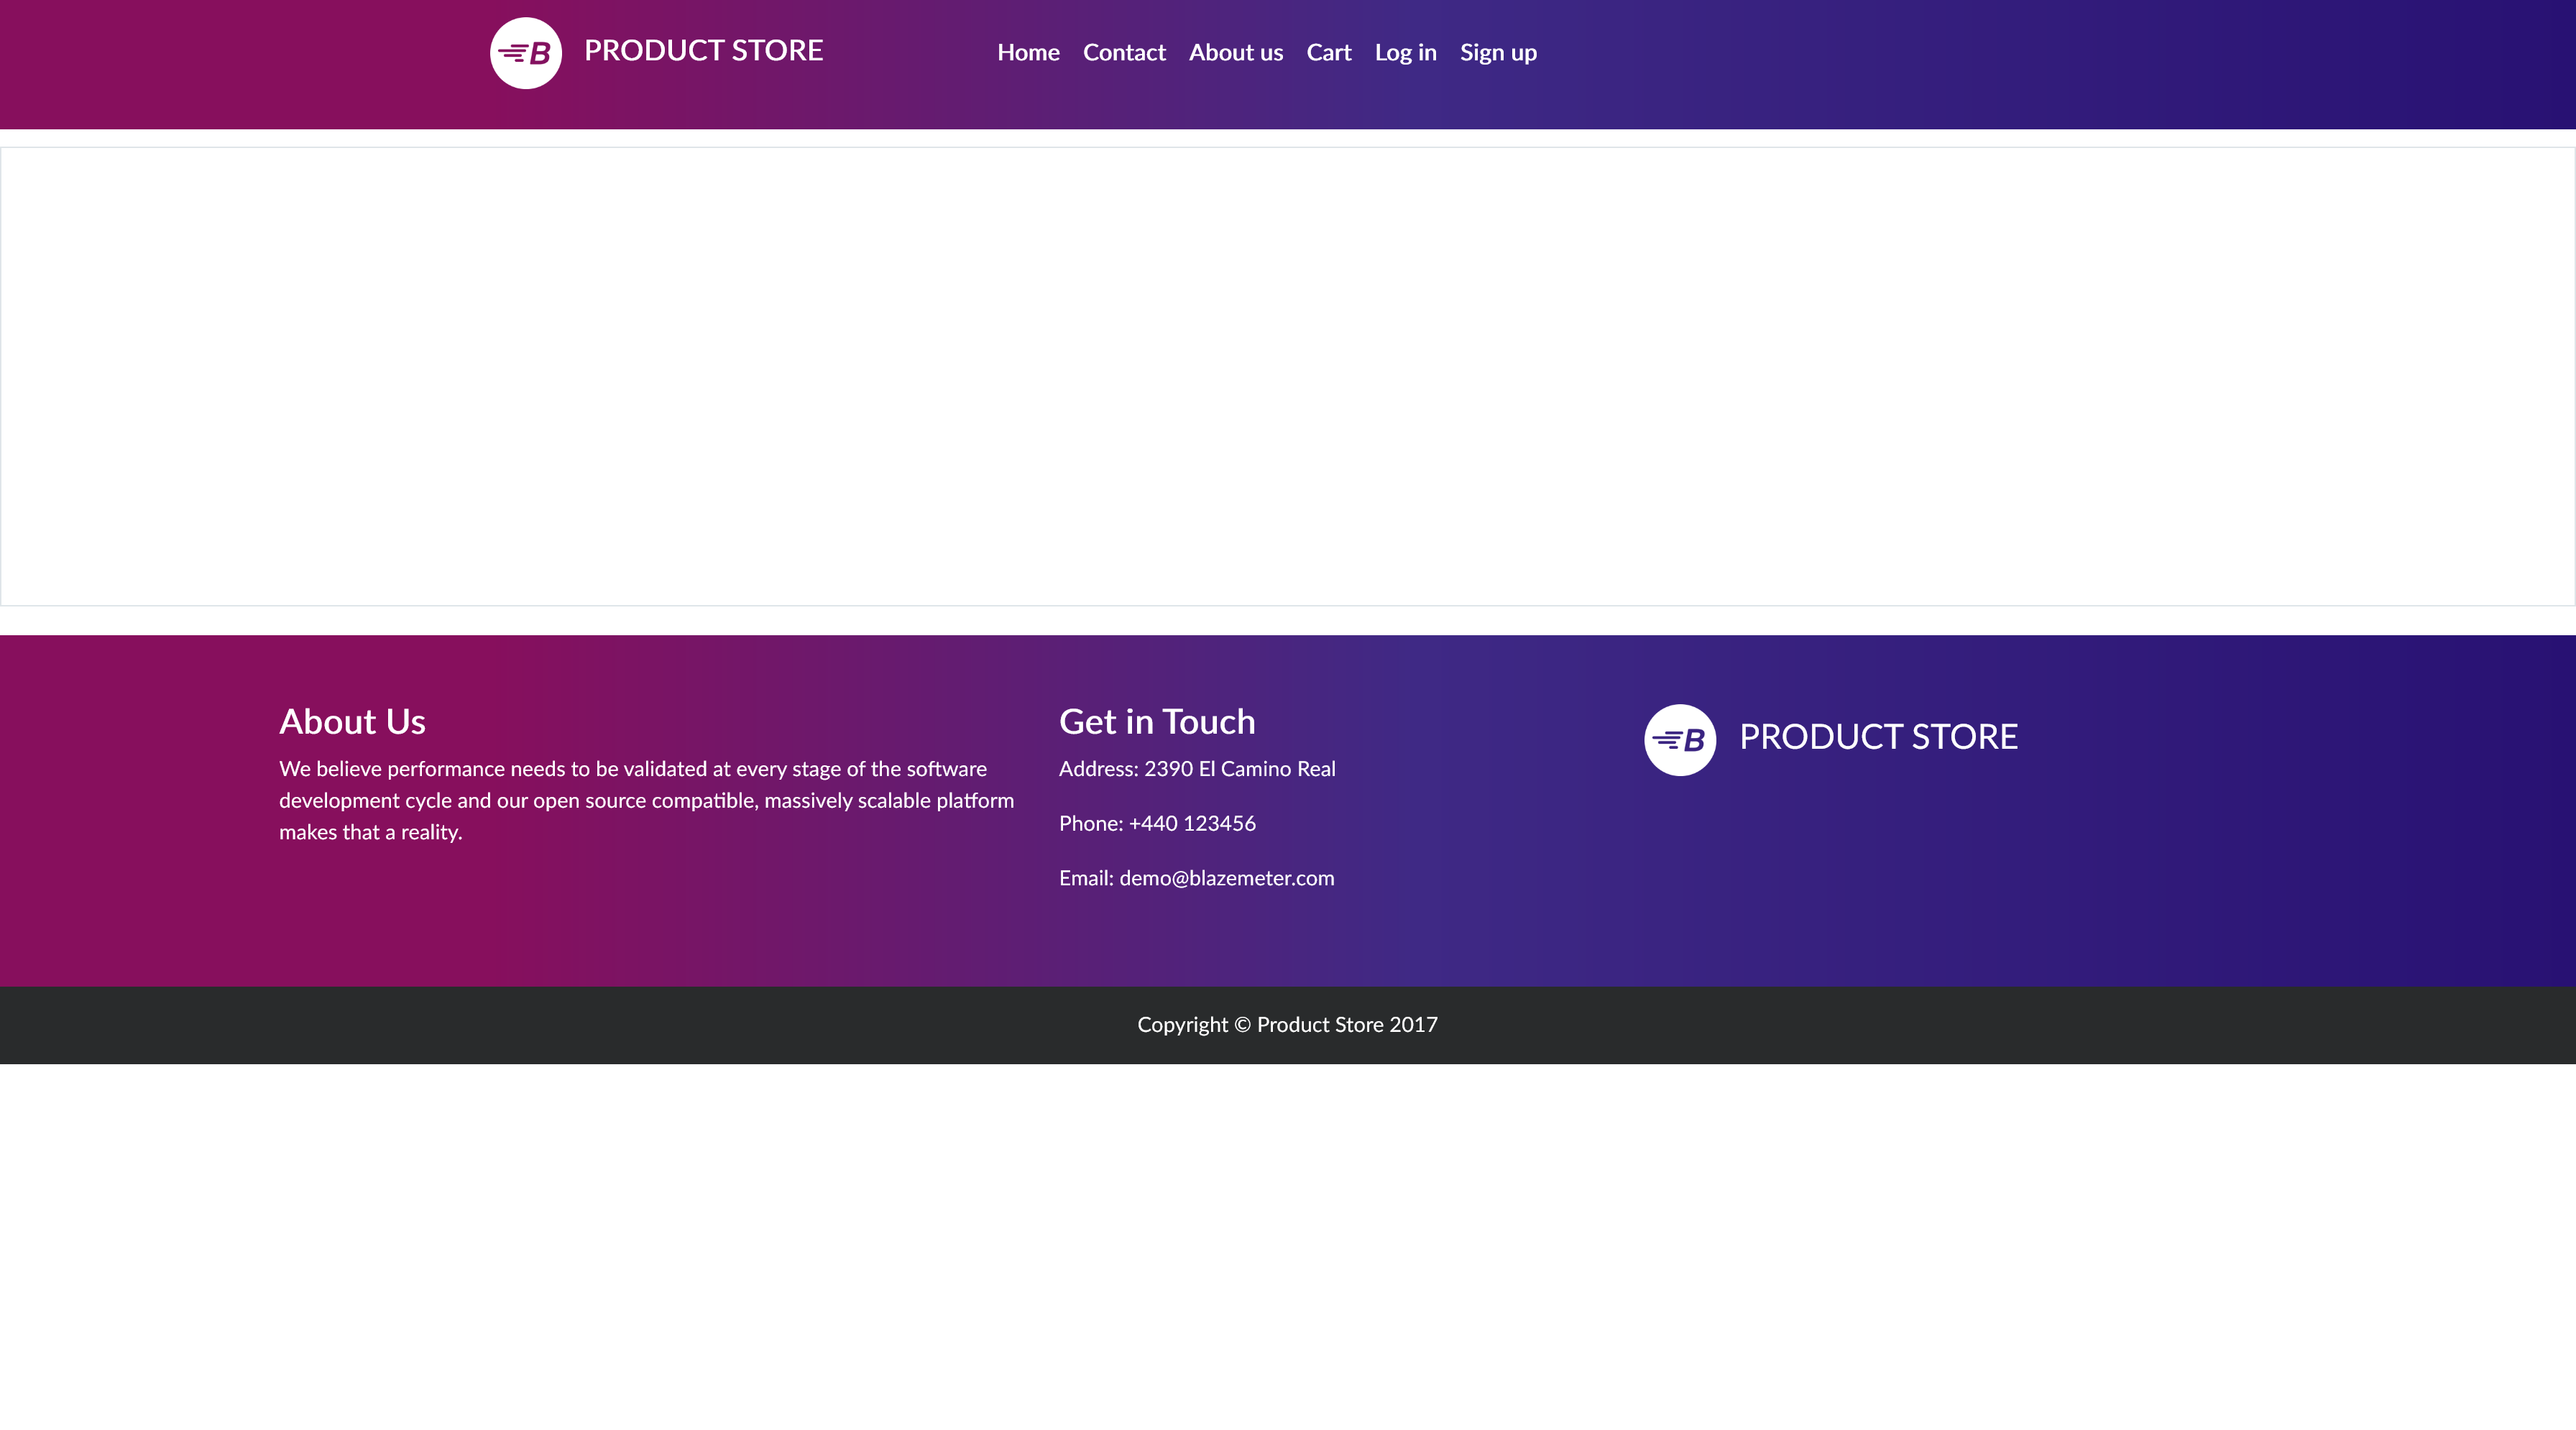 B PRODUCT STORE Home Contact About us Cart Log in Sign up
About Us
We believe performance needs to be validated at every stage of the software
development cycle and our open source compatible, massively scalable platform
makes that a reality.
Get in Touch
Address: 2390 El Camino Real
Phone: +440 123456
Email: demo@blazemeter.com
B PRODUCT STORE
Copyright © Product Store 2017